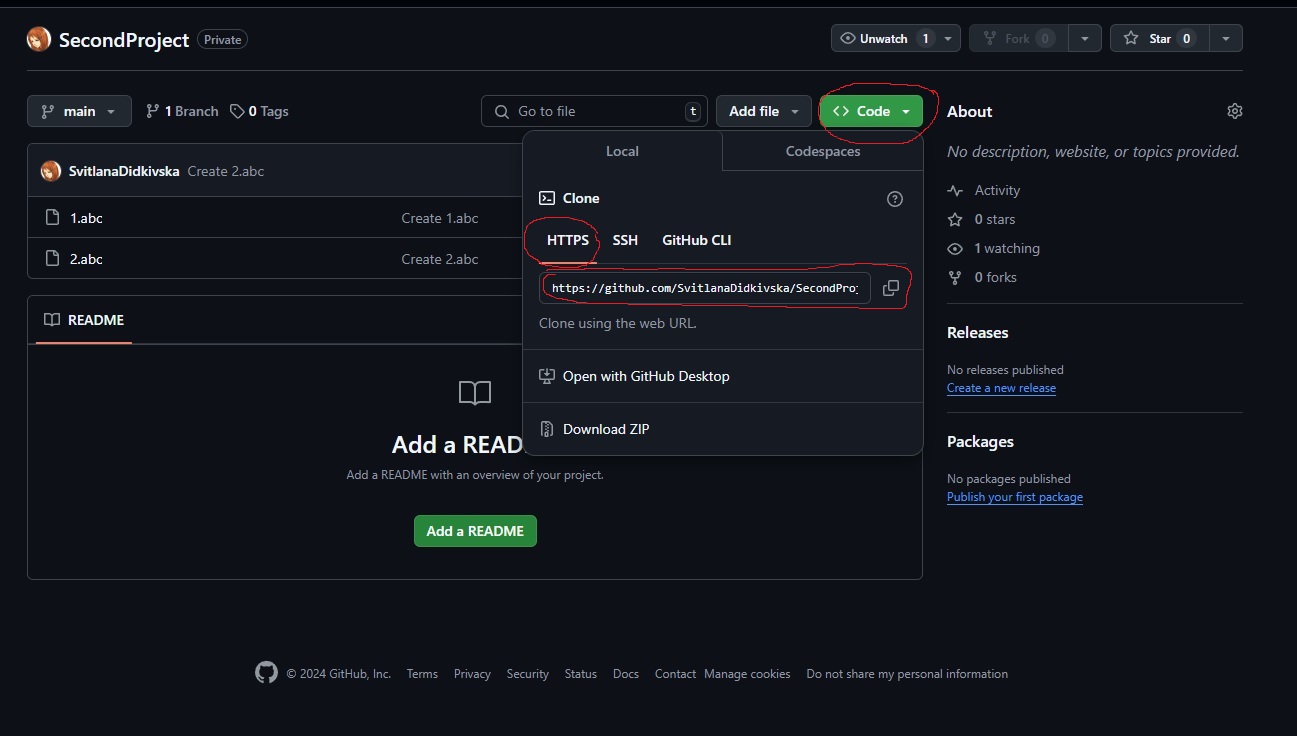 SecondProject Private
Unwatch 1 Fork 0 Star 0
main 1 Branch 0 Tags Go to file t Add file <> Code
SvitlanaDidkivska Create 2.abc
1.abc Create 1.abc
2.abc Create 2.abc
README
Add a READ
Add a README with an overview of your project.
Add a README
Local Codespaces
Clone
HTTPS SSH GitHub CLI
https://github.com/SvitlanaDidkivska/SecondPro
Clone using the web URL.
Open with GitHub Desktop
Download ZIP
About
No description, website, or topics provided.
Activity
0 stars
1 watching
0 forks
Releases
No releases published
Create a new release
Packages
No packages published
Publish your first package
© 2024 GitHub, Inc. Terms Privacy Security Status Docs Contact Manage cookies Do not share my personal information